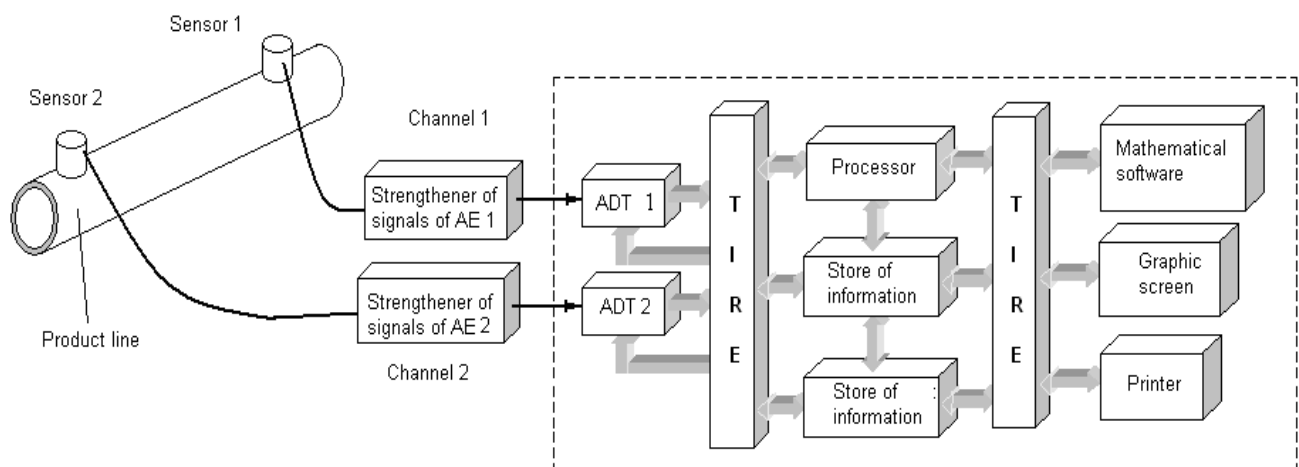 Sensor 1
Sensor 2
Channel 1
Strengthener of
signals of AE 1
Strengthener of
signals of AE 2
Channel 2
Product line
ADT 1
ADT 2
T
I
R
E
Processor
Store of
information
Store of :
information
T
I
R
E
Mathematical
software
Graphic
screen
Printer